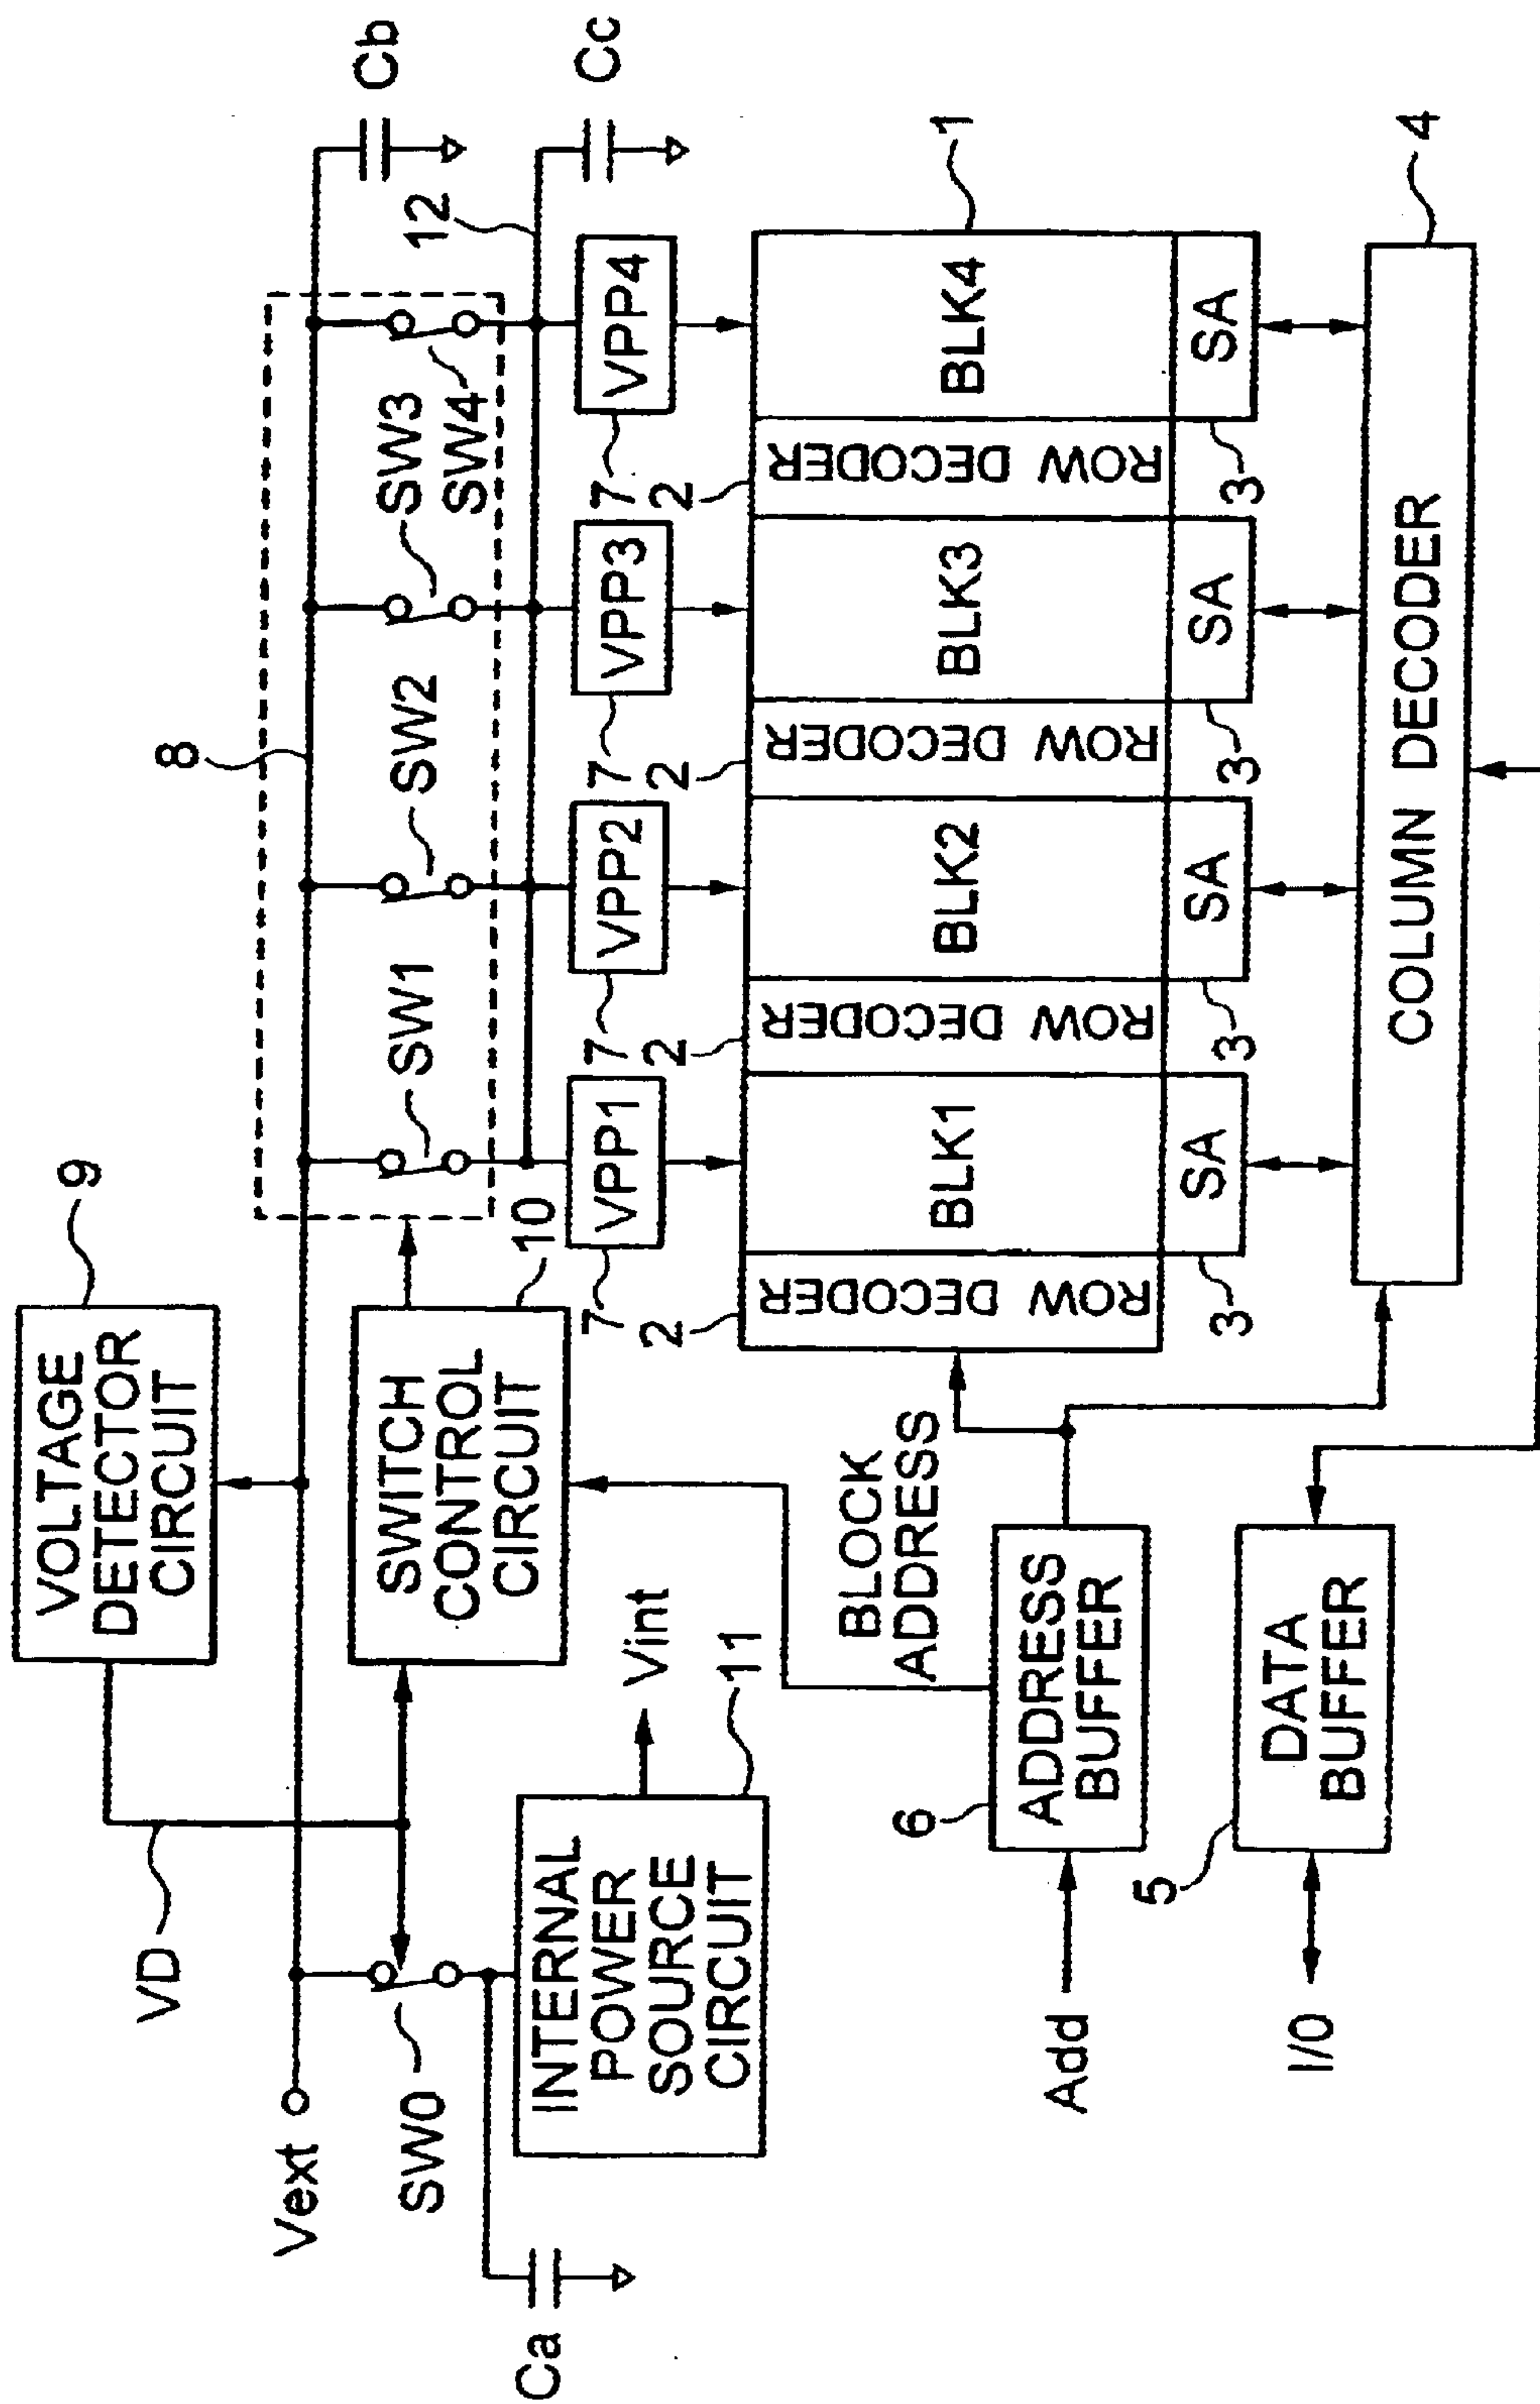 9
VOLTAGE
DETECTOR
CIRCUIT
VD
Vext
8
SW0
SW1
SW2
SW3
SW4
12
Cb
Cc
SWITCH
CONTROL
CIRCUIT
10
INTERNAL
POWER
SOURCE
CIRCUIT
Vint
11
Ca
7
VPP1
7
VPP2
7
VPP3
7
VPP4
2
2
2
2
1
ROW DECODER
BLK1
ROW DECODER
BLK2
ROW DECODER
BLK3
ROW DECODER
BLK4
BLOCK
ADDRESS
3
SA
3
SA
3
SA
3
SA
6
ADDRESS
BUFFER
Add
COLUMN DECODER
4
5
DATA
BUFFER
I/O